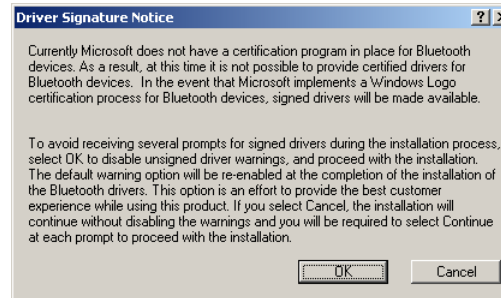 Driver Signature Notice
Currently Microsoft does not have a certification program in place for Bluetooth
devices. As a result, at this time it is not possible to provide certified drivers for
Bluetooth devices. In the event that Microsoft implements a Windows Logo
certification process for Bluetooth devices, signed drivers will be made available.
To avoid receiving several prompts for signed drivers during the installation process,
select OK to disable unsigned driver warnings, and proceed with the installation.
The default warning option will be re-enabled at the completion of the installation of
the Bluetooth drivers. This option is an effort to provide the best customer
experience while using this product. If you select Cancel, the installation will
continue without disabling the warnings and you will be required to select Continue
at each prompt to proceed with the installation.
OK
Cancel